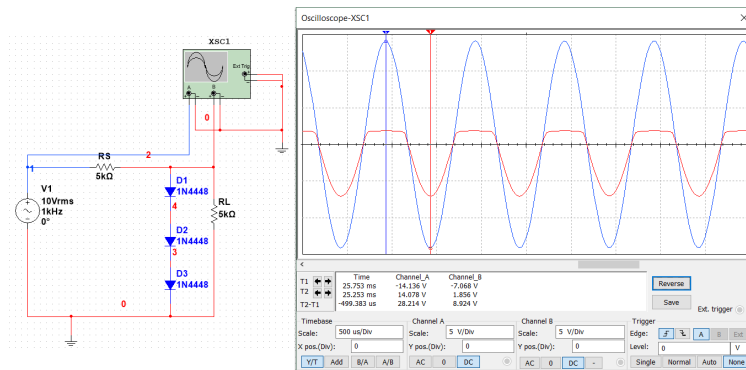 XSC1
Ext Trig
A
B
0
1
RS
5kΩ
2
V1
10Vrms
1kHz
0°
D1
1N4448
4
D2
1N4448
3
D3
1N4448
RL
5kΩ
0
Oscilloscope-XSC1
Time Channel_A Channel_B
T1 25.753 ms -14.136 V -7.068 V
T2 25.253 ms 14.078 V 1.856 V
T2-T1 -499.383 us 28.214 V 8.924 V
Reverse
Save
Ext. trigger
Timebase
Scale: 500 us/Div
X pos.(Div): 0
Y/T Add B/A A/B
Channel A
Scale: 5 V/Div
Y pos.(Div): 0
AC 0 DC
Channel B
Scale: 5 V/Div
Y pos.(Div): 0
AC 0 DC -
Trigger
Edge: A B Ext
Level: 0 V
Single Normal Auto None